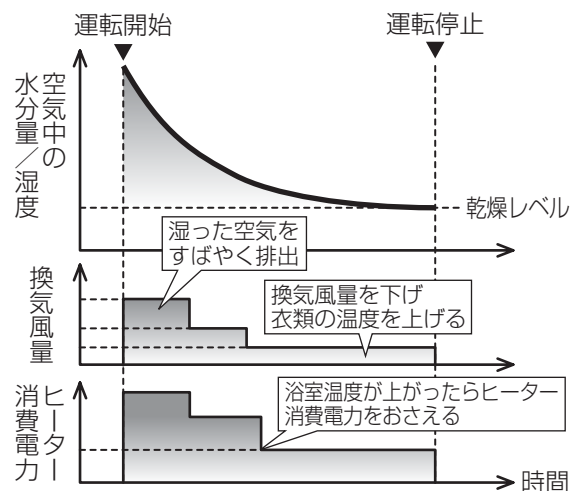 運転開始
運転停止
空気中の
水分量／湿度
乾燥レベル
湿った空気を
すばやく排出
換気風量
換気風量を下げ
衣類の温度を上げる
浴室温度が上がったらヒーター
消費電力をおさえる
ヒーター
消費電力
時間